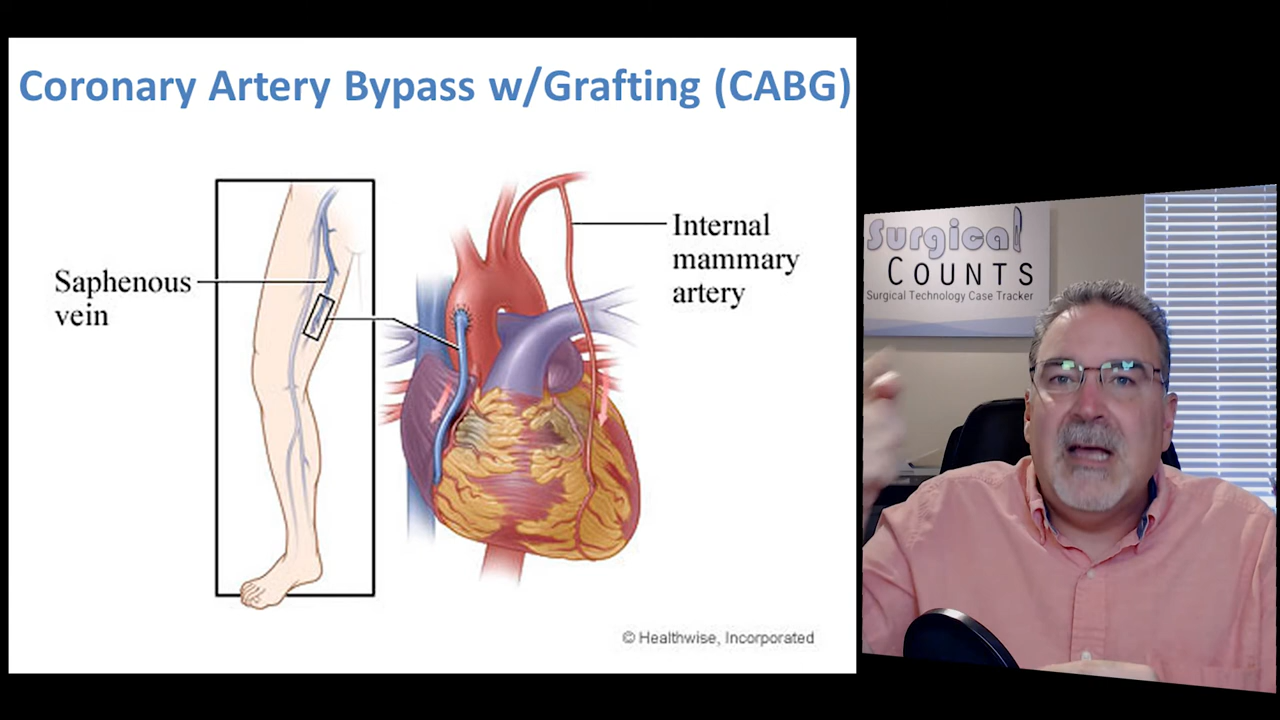 Coronary Artery Bypass w/Grafting (CABG)
Saphenous
vein
Internal
mammary
artery
© Healthwise, Incorporated
Surgical
COUNTS
Surgical Technology Case Tracker